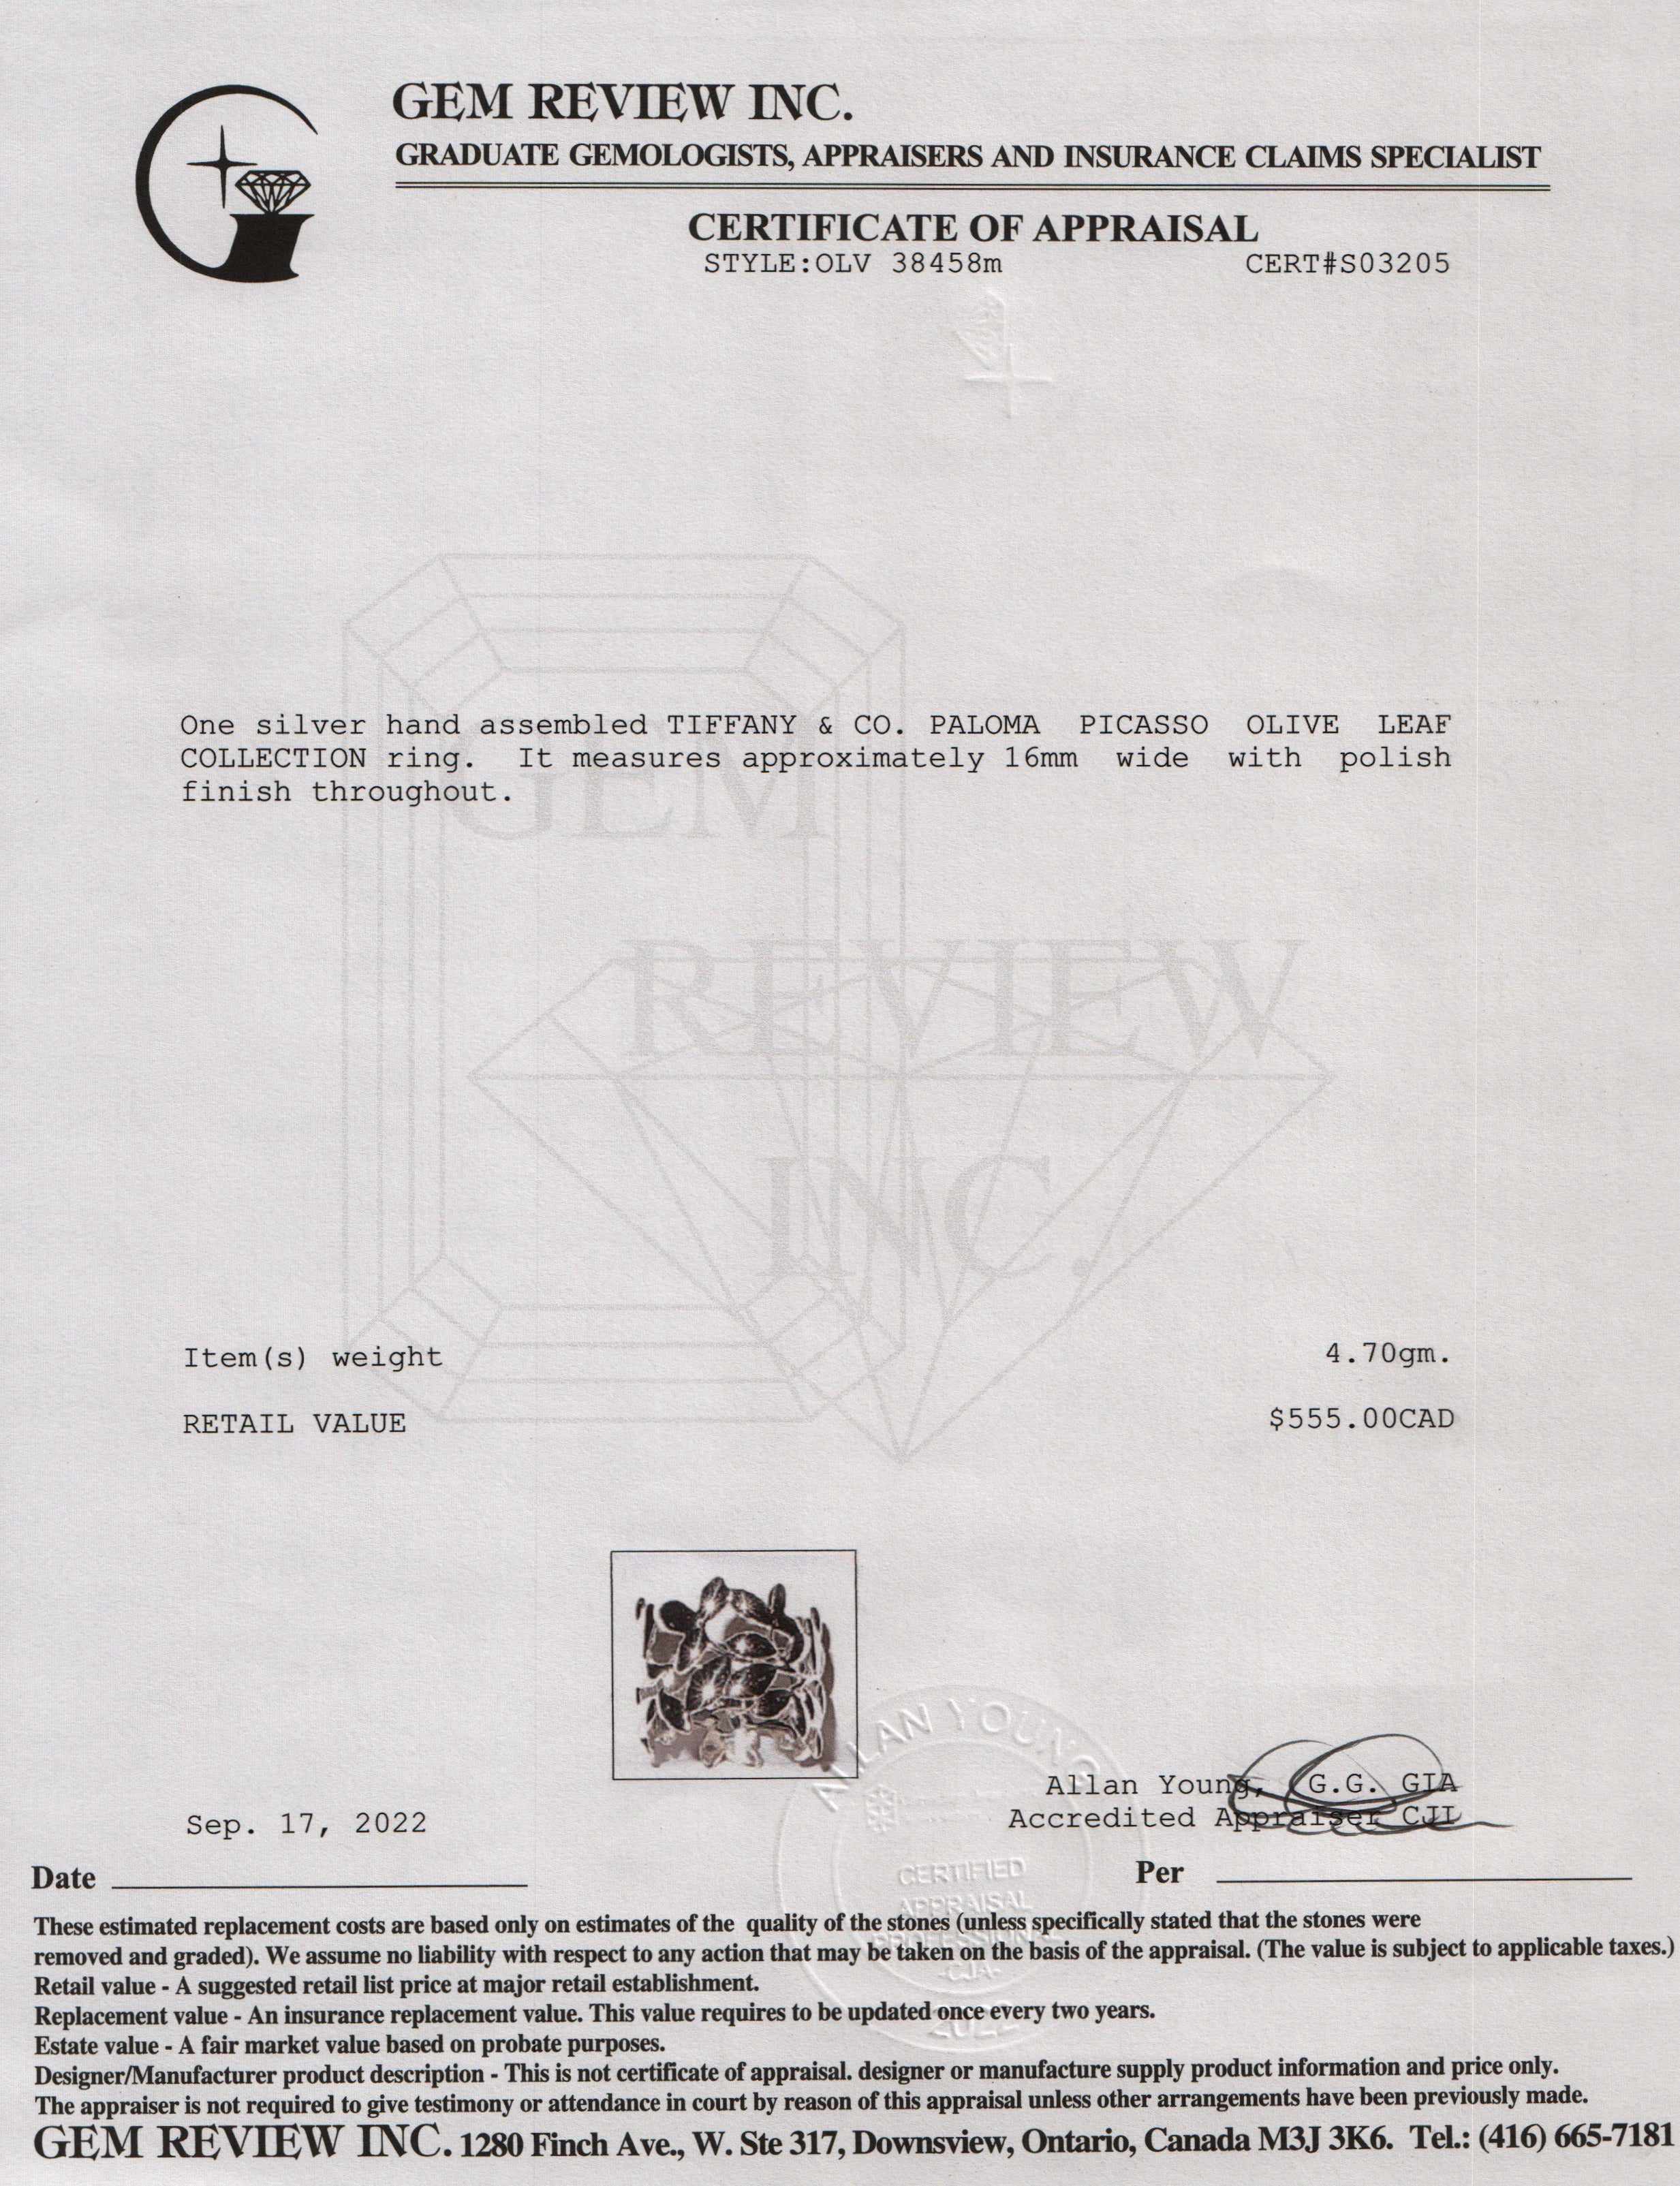 GEM REVIEW INC.
GRADUATE GEMOLOGISTS, APPRAISERS AND INSURANCE CLAIMS SPECIALIST
CERTIFICATE OF APPRAISAL
STYLE:OLV 38458m CERT#S03205
One silver hand assembled TIFFANY & CO. PALOMA PICASSO OLIVE LEAF
COLLECTION ring. It measures approximately 16mm wide with polish
finish throughout.
GEM
REVIEW
INC.
Item(s) weight 4.70gm.
RETAIL VALUE $555.00CAD
ALLAN YOUNG
CERTIFIED
APPRAISAL
PROFESSIONAL
-CJA-
2022
Allan Young, G.G. GIA
Accredited Appraiser CJI
Sep. 17, 2022
Date Per
These estimated replacement costs are based only on estimates of the quality of the stones (unless specifically stated that the stones were
removed and graded). We assume no liability with respect to any action that may be taken on the basis of the appraisal. (The value is subject to applicable taxes.)
Retail value - A suggested retail list price at major retail establishment.
Replacement value - An insurance replacement value. This value requires to be updated once every two years.
Estate value - A fair market value based on probate purposes.
Designer/Manufacturer product description - This is not certificate of appraisal. designer or manufacture supply product information and price only.
The appraiser is not required to give testimony or attendance in court by reason of this appraisal unless other arrangements have been previously made.
GEM REVIEW INC. 1280 Finch Ave., W. Ste 317, Downsview, Ontario, Canada M3J 3K6. Tel.: (416) 665-7181